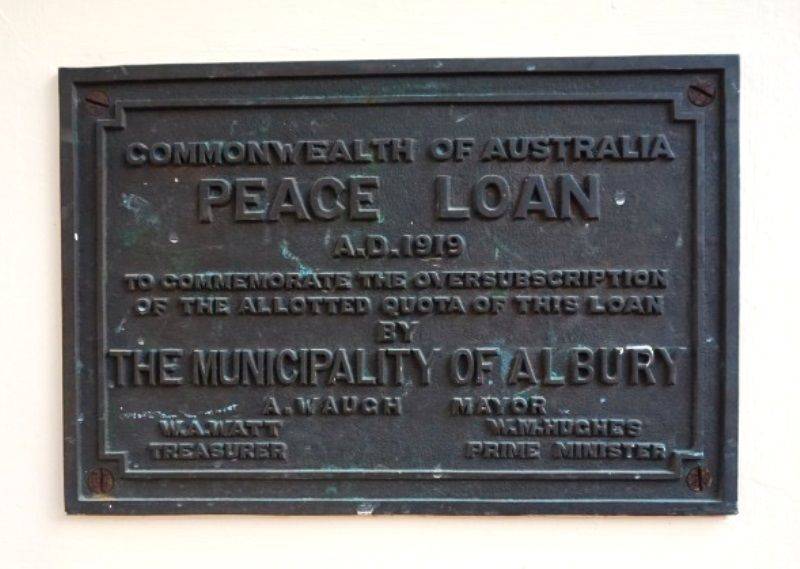 COMMONWEALTH OF AUSTRALIA
PEACE LOAN
A.D.1919
TO COMMEMORATE THE OVERSUBSCRIPTION
OF THE ALLOTTED QUOTA OF THIS LOAN
BY
THE MUNICIPALITY OF ALBURY
A.WAUGH MAYOR
W.A.WATT W.M.HUGHES
TREASURER PRIME MINISTER